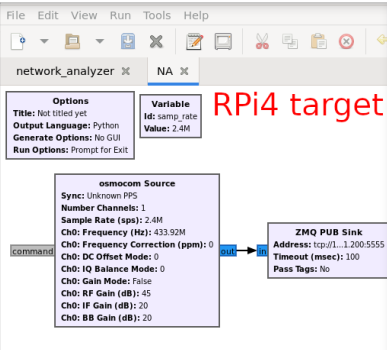 File Edit View Run Tools Help
network_analyzer NA
RPi4 target
Options
Title: Not titled yet
Output Language: Python
Generate Options: No GUI
Run Options: Prompt for Exit
Variable
Id: samp_rate
Value: 2.4M
osmocom Source
Sync: Unknown PPS
Number Channels: 1
Sample Rate (sps): 2.4M
Ch0: Frequency (Hz): 433.92M
Ch0: Frequency Correction (ppm): 0
Ch0: DC Offset Mode: 0
Ch0: IQ Balance Mode: 0
Ch0: Gain Mode: False
Ch0: RF Gain (dB): 45
Ch0: IF Gain (dB): 20
Ch0: BB Gain (dB): 20
command
out
in
ZMQ PUB Sink
Address: tcp://1...1.200:5555
Timeout (msec): 100
Pass Tags: No